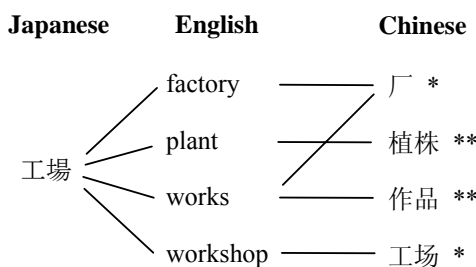 Japanese English Chinese
factory 厂 *
plant 植株 **
工場
works 作品 **
workshop 工场 *